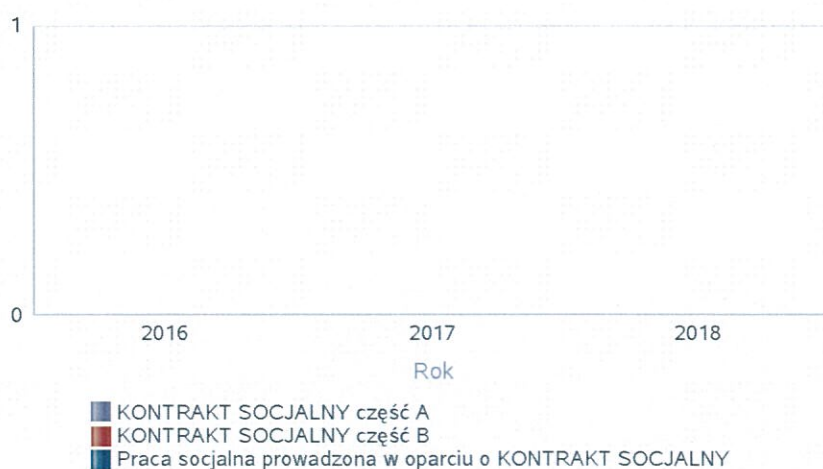 1
0
2016 2017 2018
Rok
KONTRAKT SOCJALNY część A
KONTRAKT SOCJALNY część B
Praca socjalna prowadzona w oparciu o KONTRAKT SOCJALNY